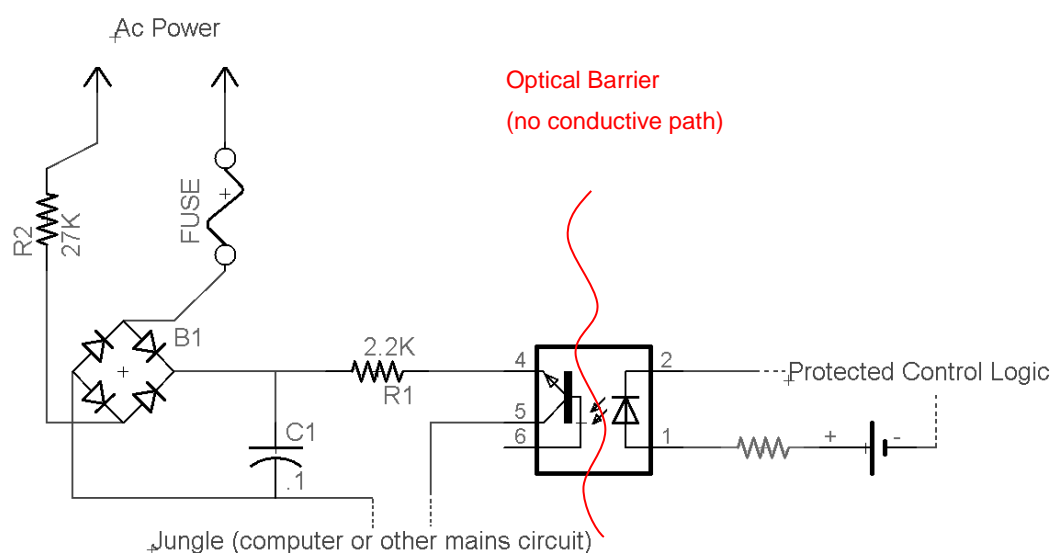 Ac Power
Optical Barrier
(no conductive path)
R2
27K
FUSE
B1
2.2K
R1
4
5
6
2
1
Protected Control Logic
+
-
C1
.1
Jungle (computer or other mains circuit)